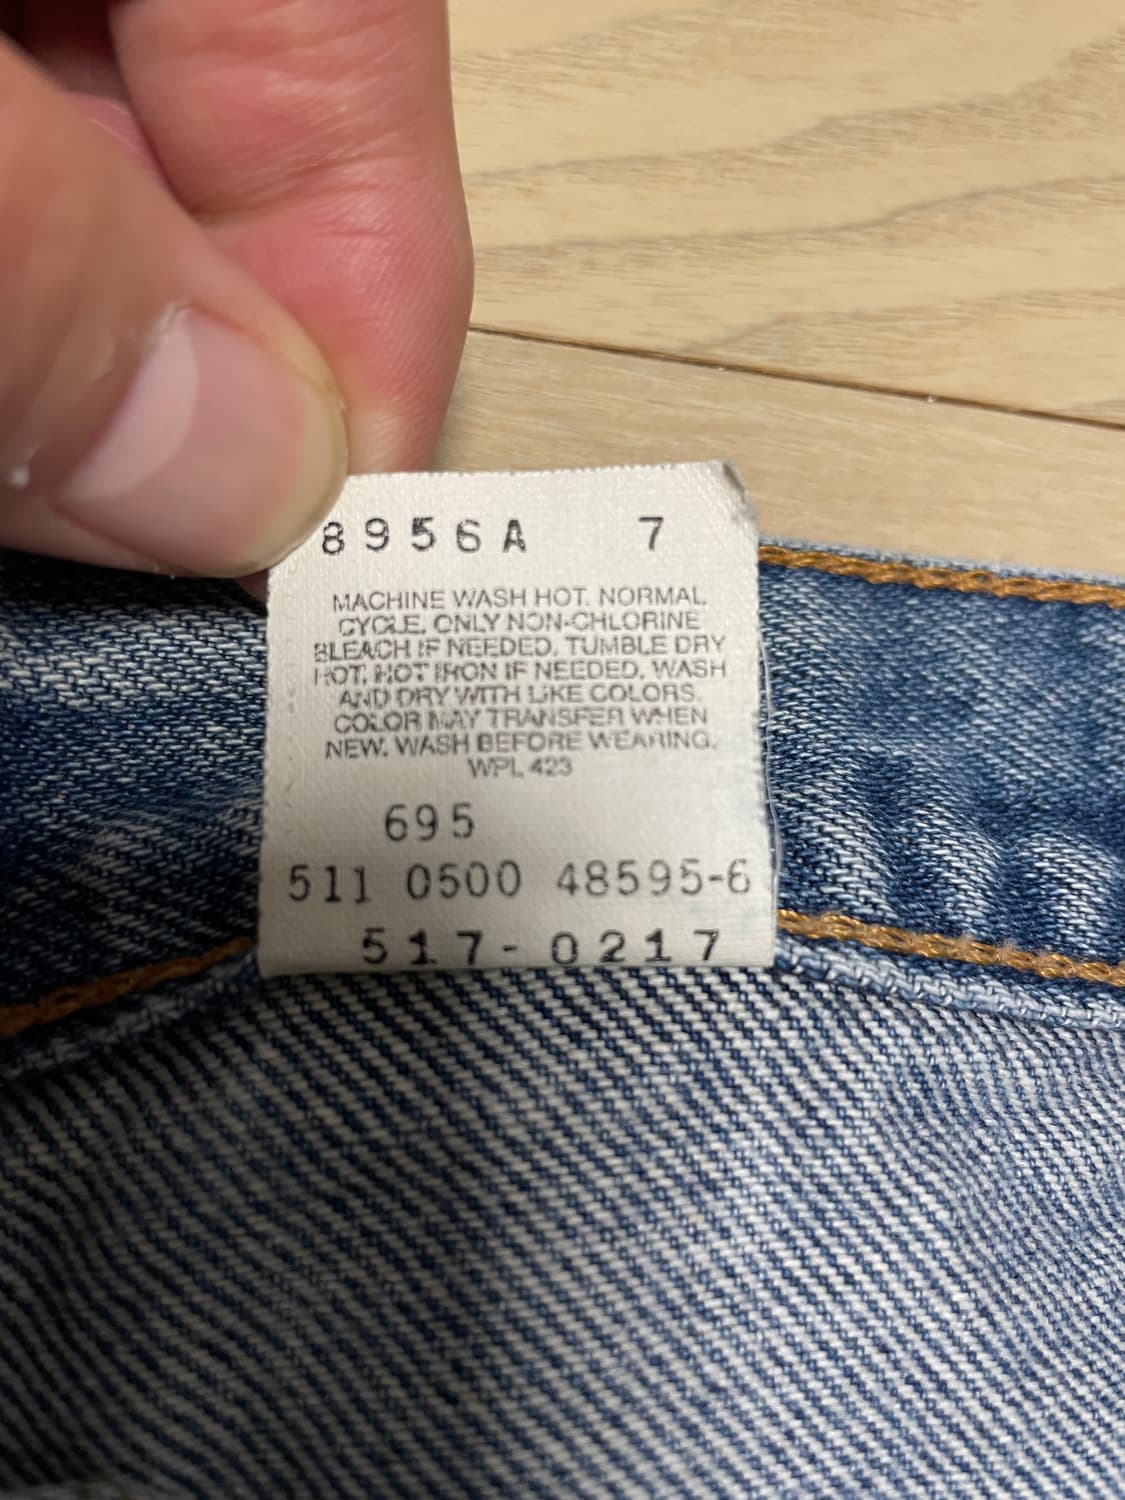 8956A 7
MACHINE WASH HOT. NORMAL
CYCLE. ONLY NON-CHLORINE
BLEACH IF NEEDED. TUMBLE DRY
HOT. HOT IRON IF NEEDED. WASH
AND DRY WITH LIKE COLORS.
COLOR MAY TRANSFER WHEN
NEW. WASH BEFORE WEARING.
WPL 423
695
511 0500 48595-6
517-0217